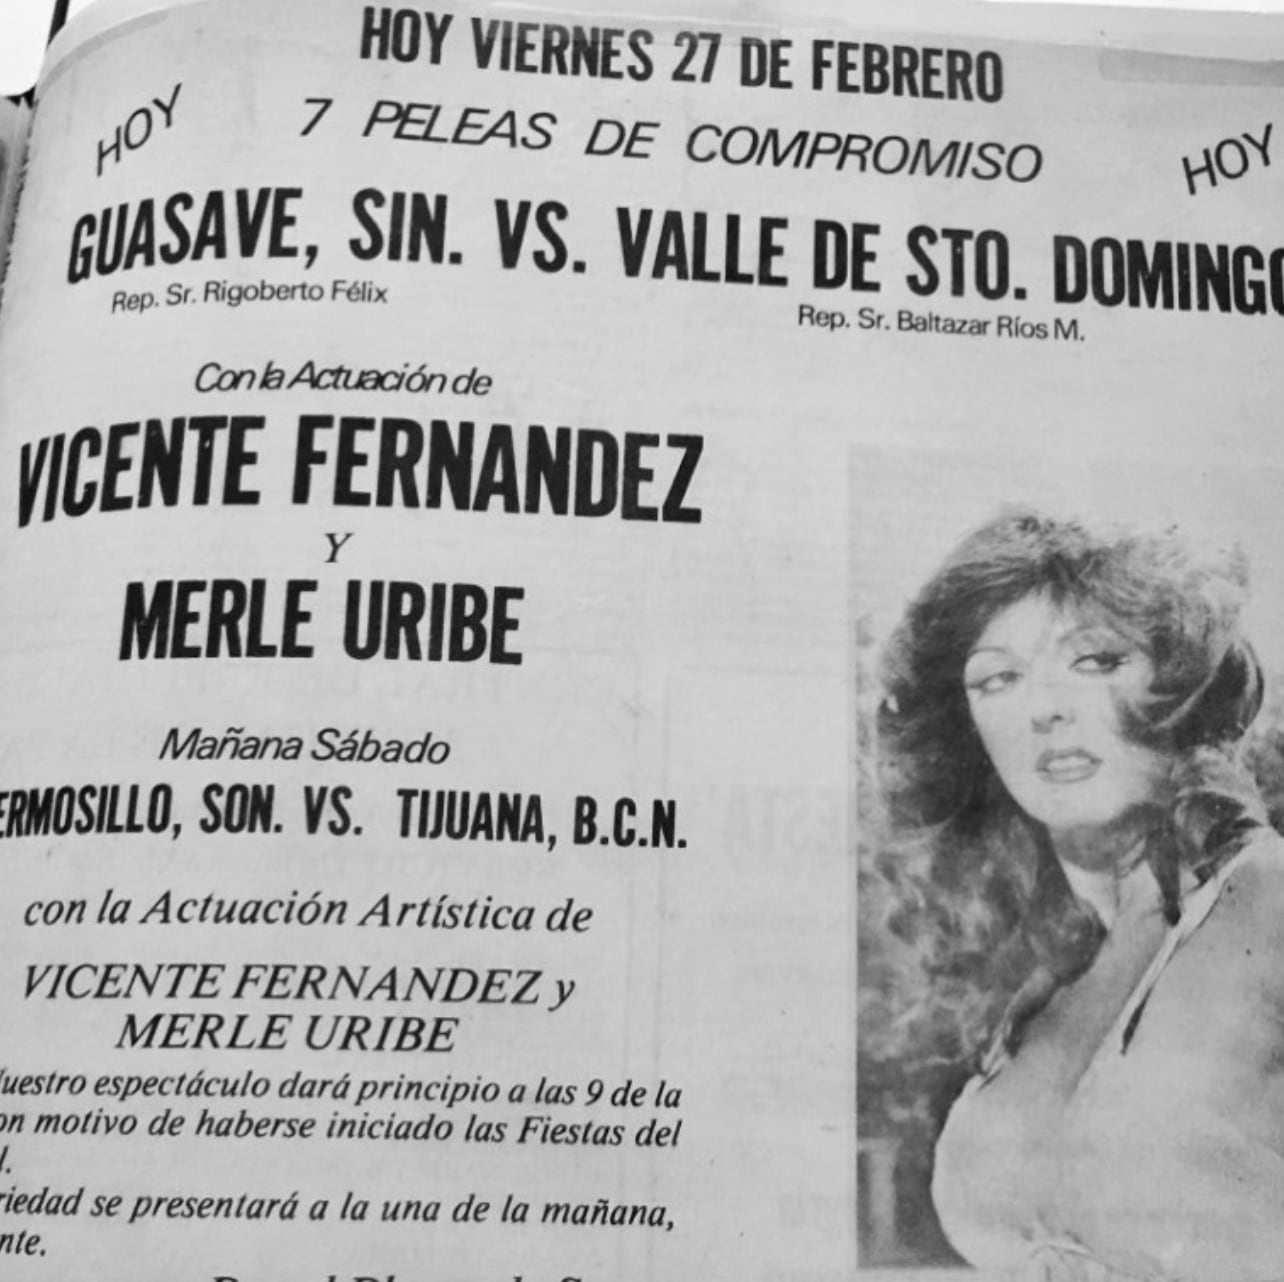 HOY VIERNES 27 DE FEBRERO
HOY 7 PELEAS DE COMPROMISO HOY
GUASAVE, SIN. VS. VALLE DE STO. DOMINGO
Rep. Sr. Rigoberto Félix
Rep. Sr. Baltazar Ríos M.
Con la Actuación de
VICENTE FERNANDEZ
Y
MERLE URIBE
Mañana Sábado
ERMOSILLO, SON. VS. TIJUANA, B.C.N.
con la Actuación Artística de
VICENTE FERNANDEZ y
MERLE URIBE
uestro espectáculo dará principio a las 9 de la
on motivo de haberse iniciado las Fiestas del
l.
riedad se presentará a la una de la mañana,
nte.